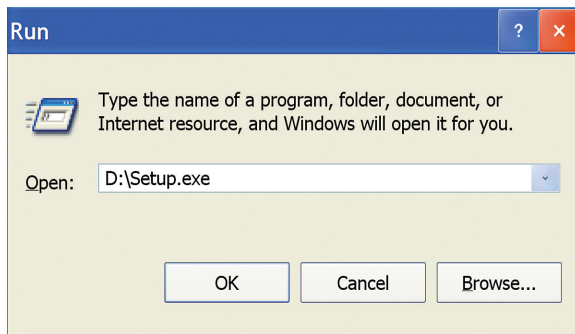 Run
?
×
Type the name of a program, folder, document, or
Internet resource, and Windows will open it for you.
Open:
D:\Setup.exe
OK
Cancel
Browse...